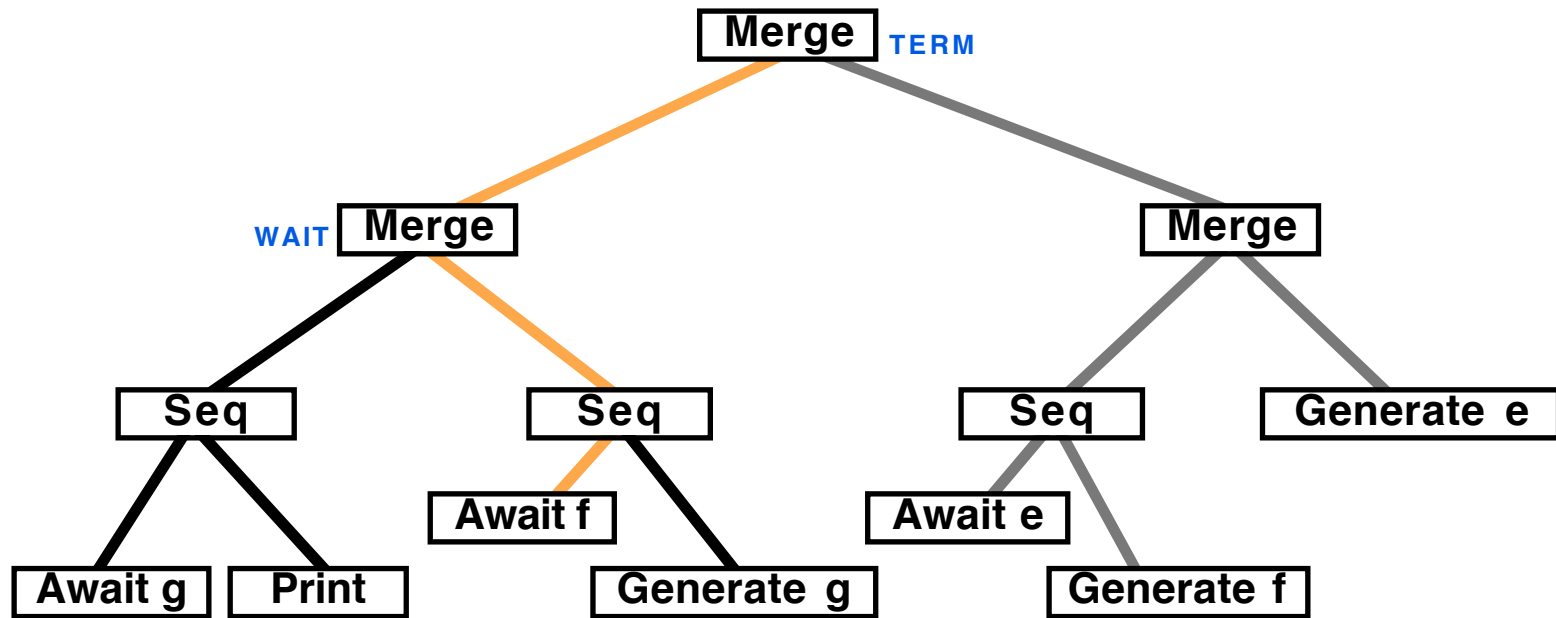 Merge TERM
WAIT Merge
Merge
Seq
Seq
Seq
Generate e
Await f
Await e
Await g
Print
Generate g
Generate f